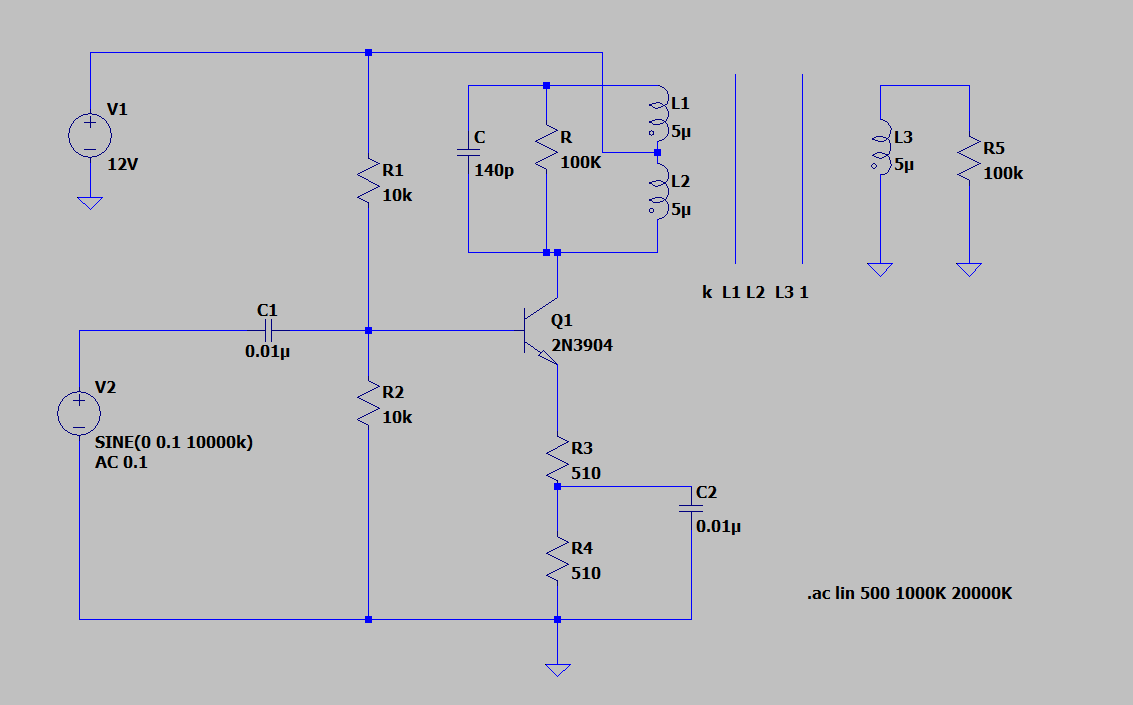 V1
12V
R1
10k
C
140p
R
100K
L1
5µ
L2
5µ
L3
5µ
R5
100k
k L1 L2 L3 1
C1
0.01µ
Q1
2N3904
V2
SINE(0 0.1 10000k)
AC 0.1
R2
10k
R3
510
C2
0.01µ
R4
510
.ac lin 500 1000K 20000K